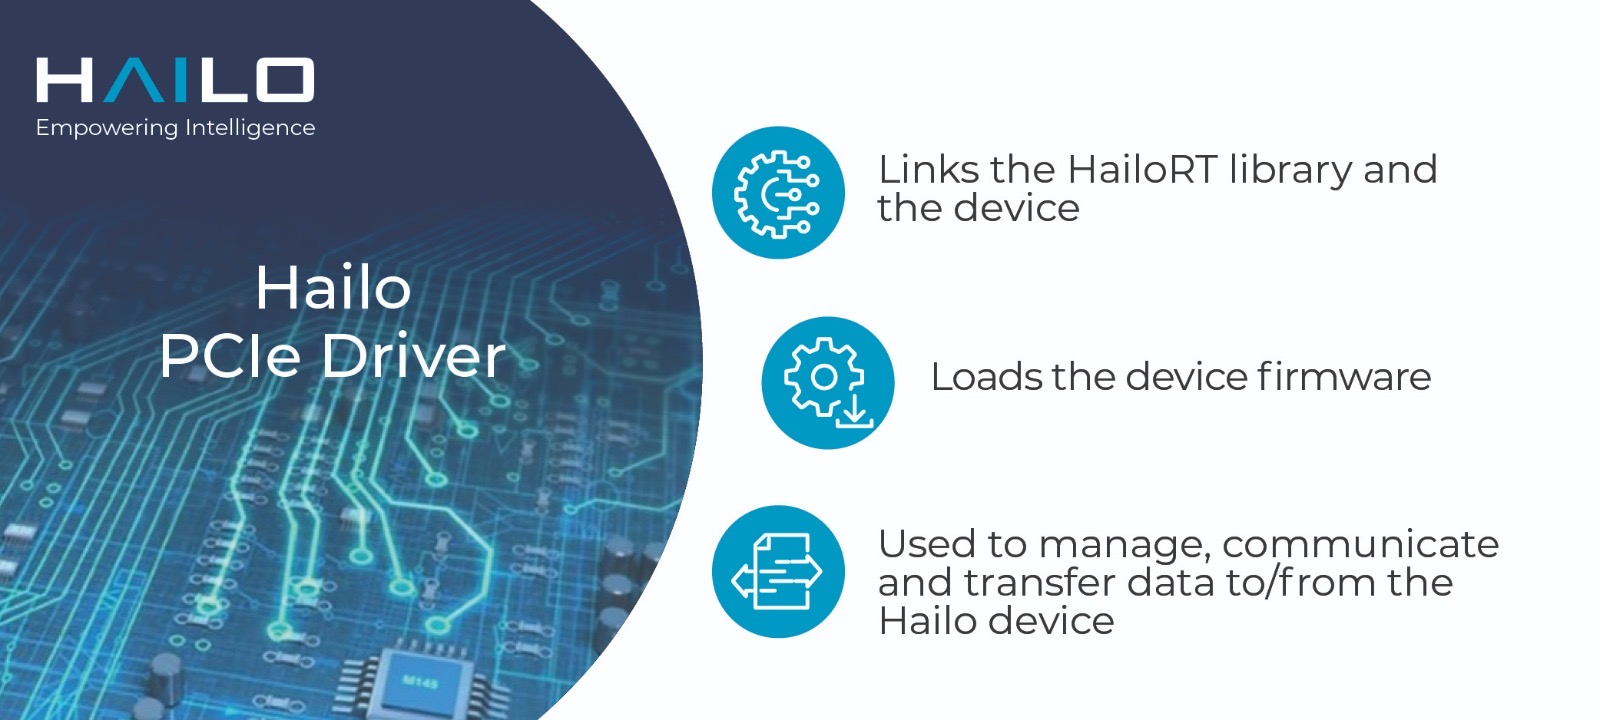 HAILO
Empowering Intelligence
Hailo
PCIe Driver
Links the HailoRT library and
the device
Loads the device firmware
Used to manage, communicate
and transfer data to/from the
Hailo device
M145